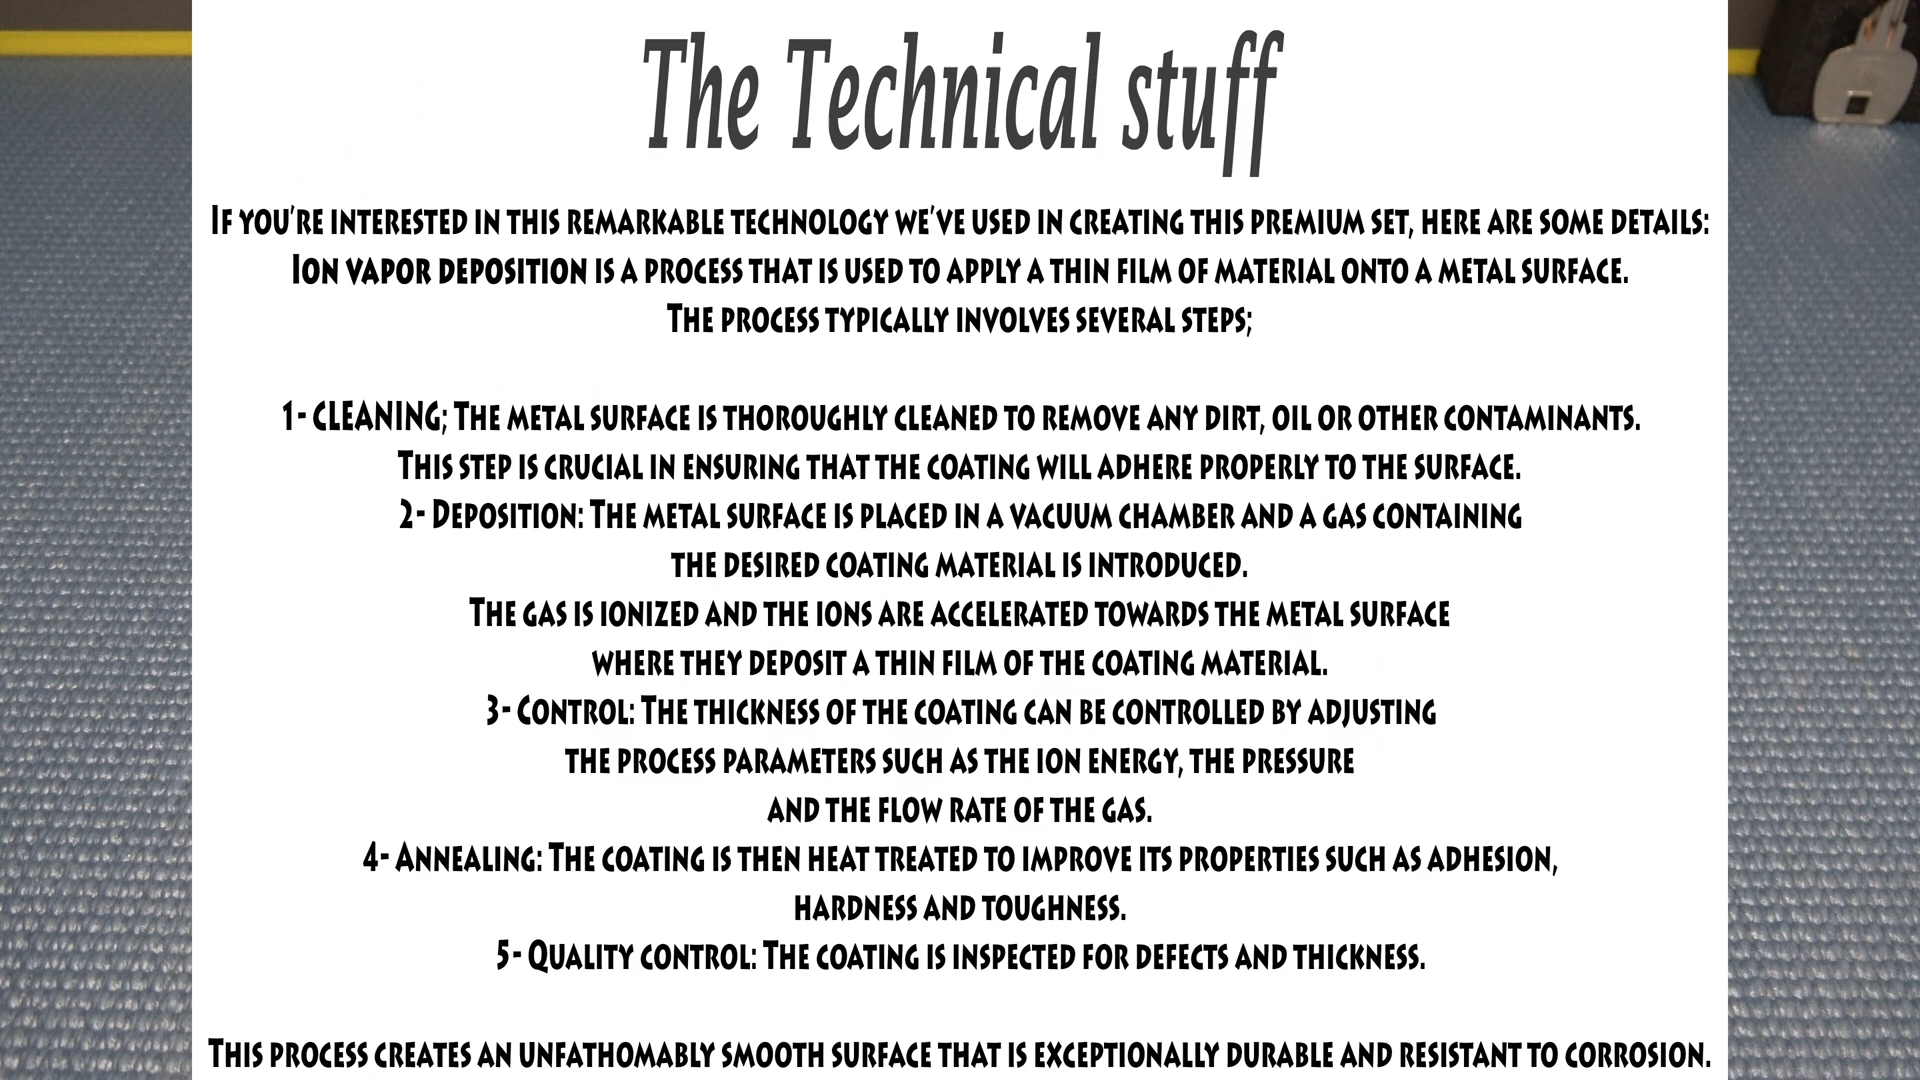 The Technical stuff
If you're interested in this remarkable technology we've used in creating this premium set, here are some details:
Ion vapor deposition is a process that is used to apply a thin film of material onto a metal surface.
The process typically involves several steps;
1- CLEANING; The metal surface is thoroughly cleaned to remove any dirt, oil or other contaminants.
This step is crucial in ensuring that the coating will adhere properly to the surface.
2- Deposition: The metal surface is placed in a vacuum chamber and a gas containing
the desired coating material is introduced.
The gas is ionized and the ions are accelerated towards the metal surface
where they deposit a thin film of the coating material.
3- Control: The thickness of the coating can be controlled by adjusting
the process parameters such as the ion energy, the pressure
and the flow rate of the gas.
4- Annealing: The coating is then heat treated to improve its properties such as adhesion,
hardness and toughness.
5- Quality control: The coating is inspected for defects and thickness.
This process creates an unfathomably smooth surface that is exceptionally durable and resistant to corrosion.